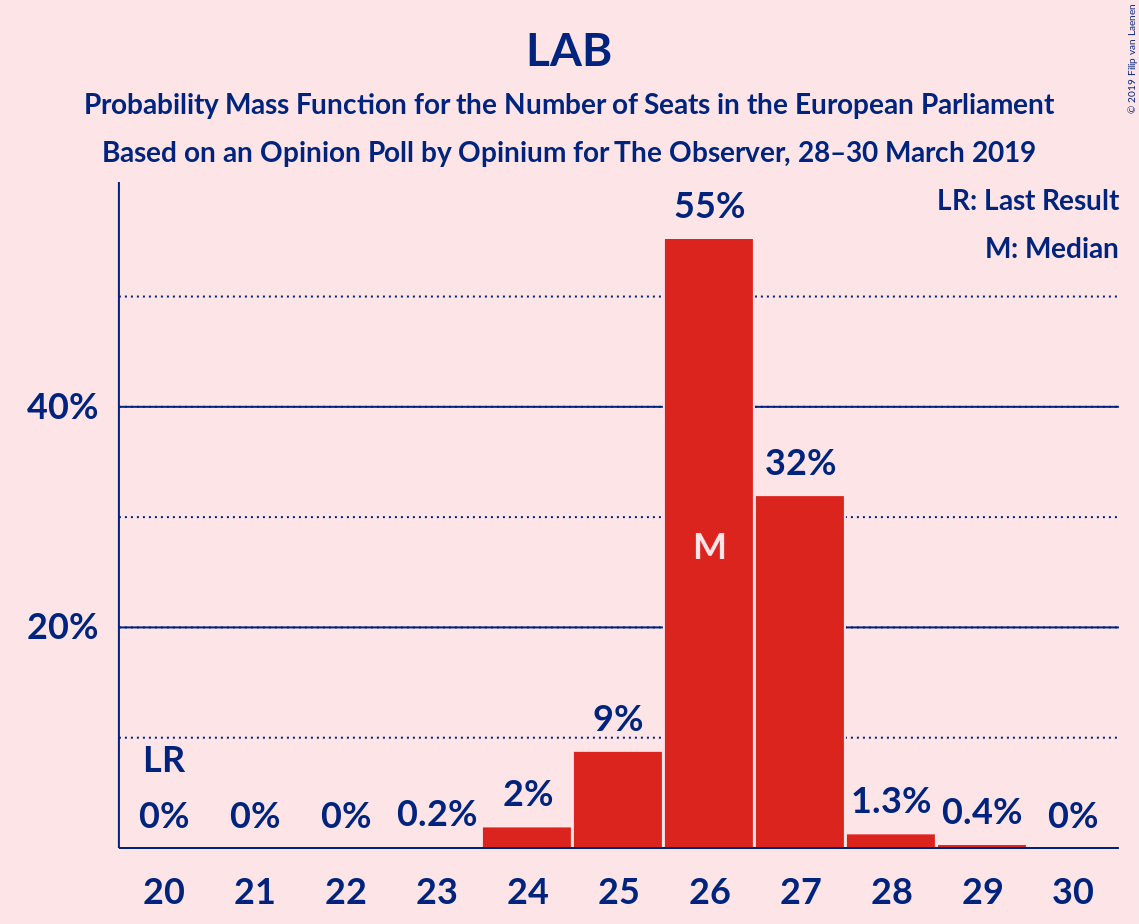 © 2019 Filip van Laenen
LAB
Probability Mass Function for the Number of Seats in the European Parliament
Based on an Opinion Poll by Opinium for The Observer, 28–30 March 2019
LR: Last Result
M: Median
55%
40%
32%
M
20%
9%
LR
2%
0% 0% 0% 0.2% 1.3% 0.4% 0%
20 21 22 23 24 25 26 27 28 29 30